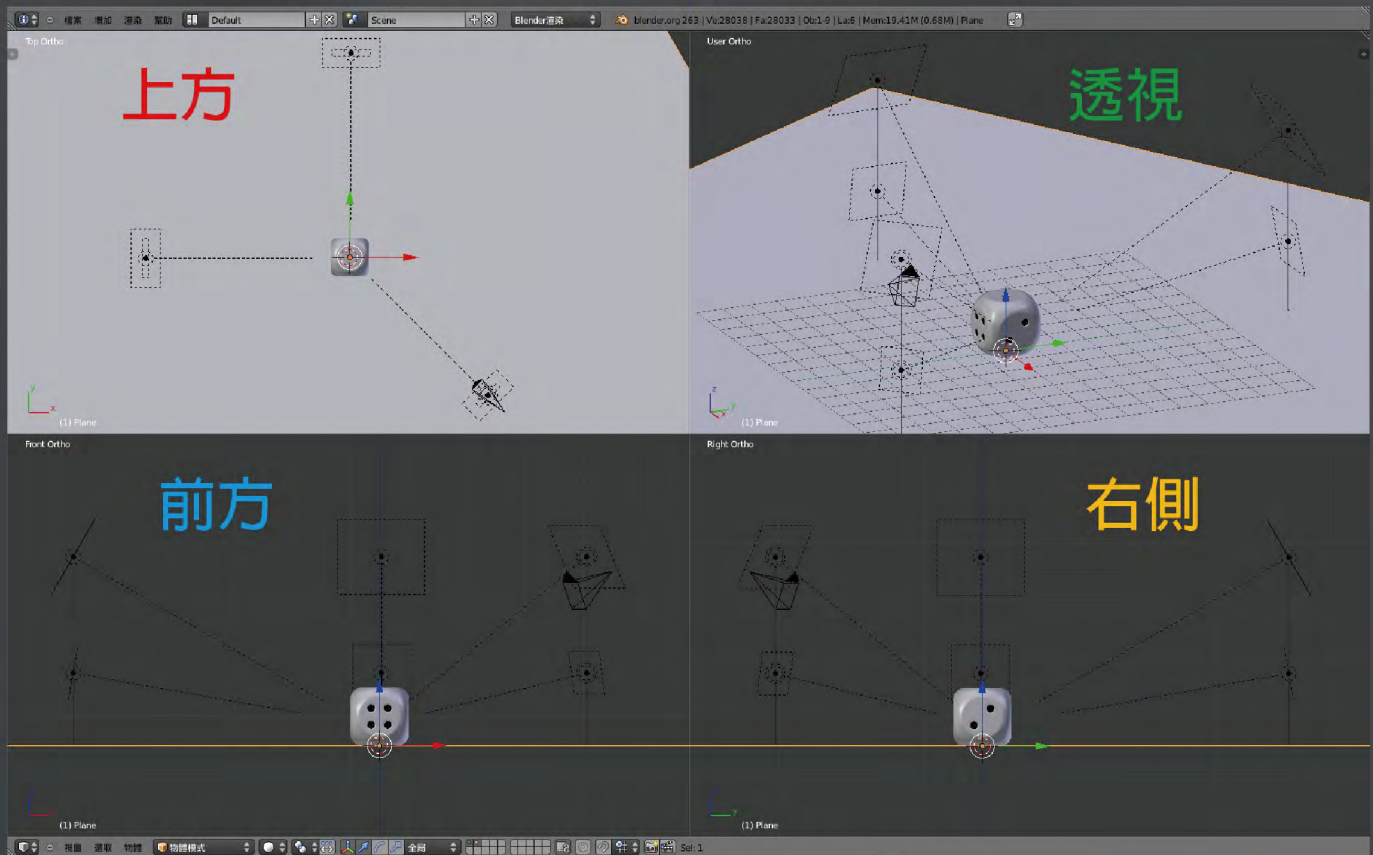 檔案 增加 渲染 幫助 Default Scene Blender渲染 blender.org 263 | Ve:28038 | Fa:28033 | Ob:1-9 | La:6 | Mem:19.41M (0.68M) | Plane
Top Ortho
上方
y
x
(1) Plane
User Ortho
透視
z
y
x
(1) Plane
Front Ortho
前方
(1) Plane
Right Ortho
右側
y
(1) Plane
視圖 選取 物體 物體模式 全局 Sel: 1